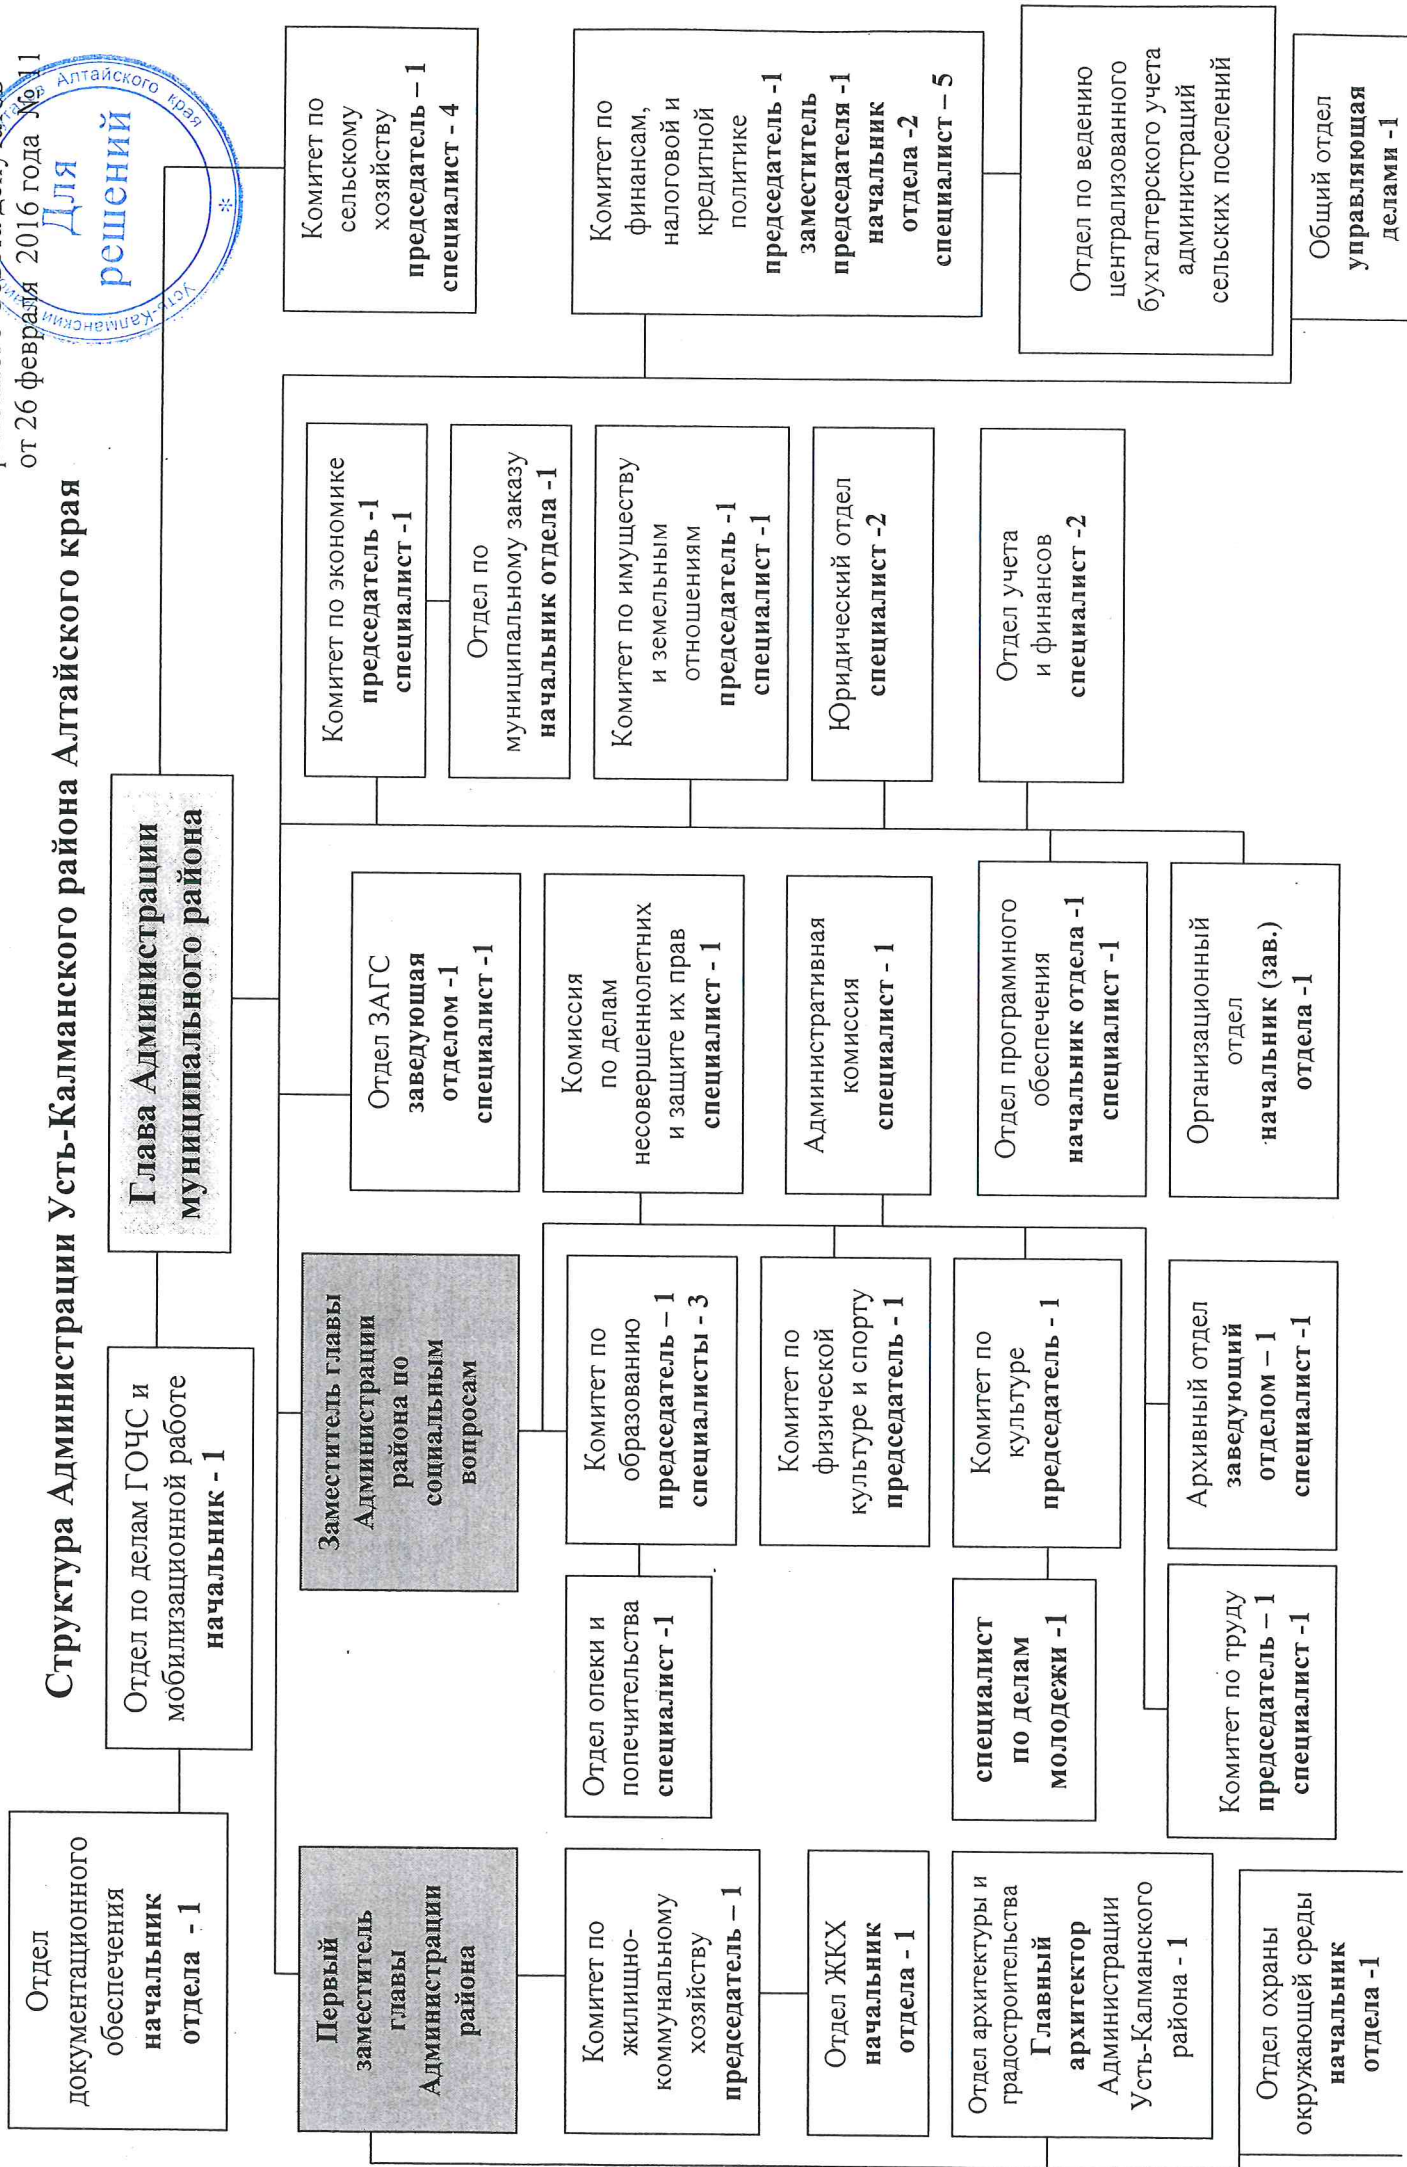 от 26 февраля 2016 года № 11
Алтайского края
Усть-Калманский
Для
решений
*
Структура Администрации Усть-Калманского района Алтайского края
Глава Администрации
муниципального района
Отдел по делам ГОЧС и
мобилизационной работе
начальник - 1
Отдел
документационного
обеспечения
начальник
отдела - 1
Первый
заместитель
главы
Администрации
района
Комитет по
жилищно-
коммунальному
хозяйству
председатель – 1
Отдел ЖКХ
начальник
отдела - 1
Отдел архитектуры и
градостроительства
Главный
архитектор
Администрации
Усть-Калманского
района - 1
Отдел охраны
окружающей среды
начальник
отдела -1
Заместитель главы
Администрации
района по
социальным
вопросам
Комитет по
образованию
председатель – 1
специалисты - 3
Отдел опеки и
попечительства
специалист -1
Комитет по
физической
культуре и спорту
председатель - 1
Комитет по
культуре
председатель - 1
специалист
по делам
молодежи -1
Архивный отдел
заведующий
отделом – 1
специалист -1
Комитет по труду
председатель – 1
специалист -1
Отдел ЗАГС
заведующая
отделом -1
специалист -1
Комиссия
по делам
несовершеннолетних
и защите их прав
специалист - 1
Административная
комиссия
специалист - 1
Отдел программного
обеспечения
начальник отдела -1
специалист -1
Организационный
отдел
начальник (зав.)
отдела -1
Комитет по экономике
председатель -1
специалист -1
Отдел по
муниципальному заказу
начальник отдела -1
Комитет по имуществу
и земельным
отношениям
председатель -1
специалист -1
Юридический отдел
специалист -2
Отдел учета
и финансов
специалист -2
Комитет по
сельскому
хозяйству
председатель – 1
специалист - 4
Комитет по
финансам,
налоговой и
кредитной
политике
председатель -1
заместитель
председателя -1
начальник
отдела -2
специалист – 5
Отдел по ведению
централизованного
бухгалтерского учета
администраций
сельских поселений
Общий отдел
управляющая
делами -1